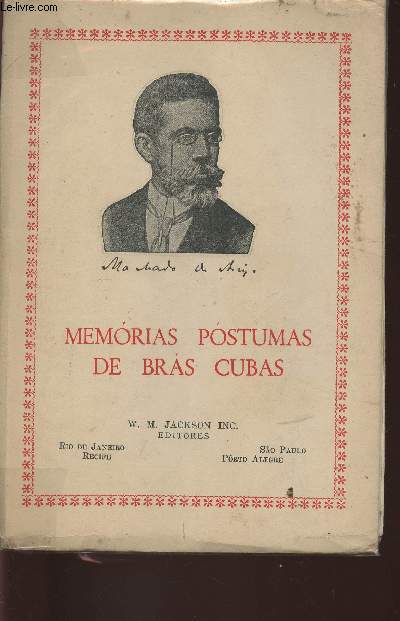 Le-livre.com
Machado de Assis.
MEMÓRIAS PÓSTUMAS
DE BRÁS CUBAS
W. M. JACKSON INC.
EDITORES
RIO DE JANEIRO
RECIFE
SÃO PAULO
PÔRTO ALEGRE